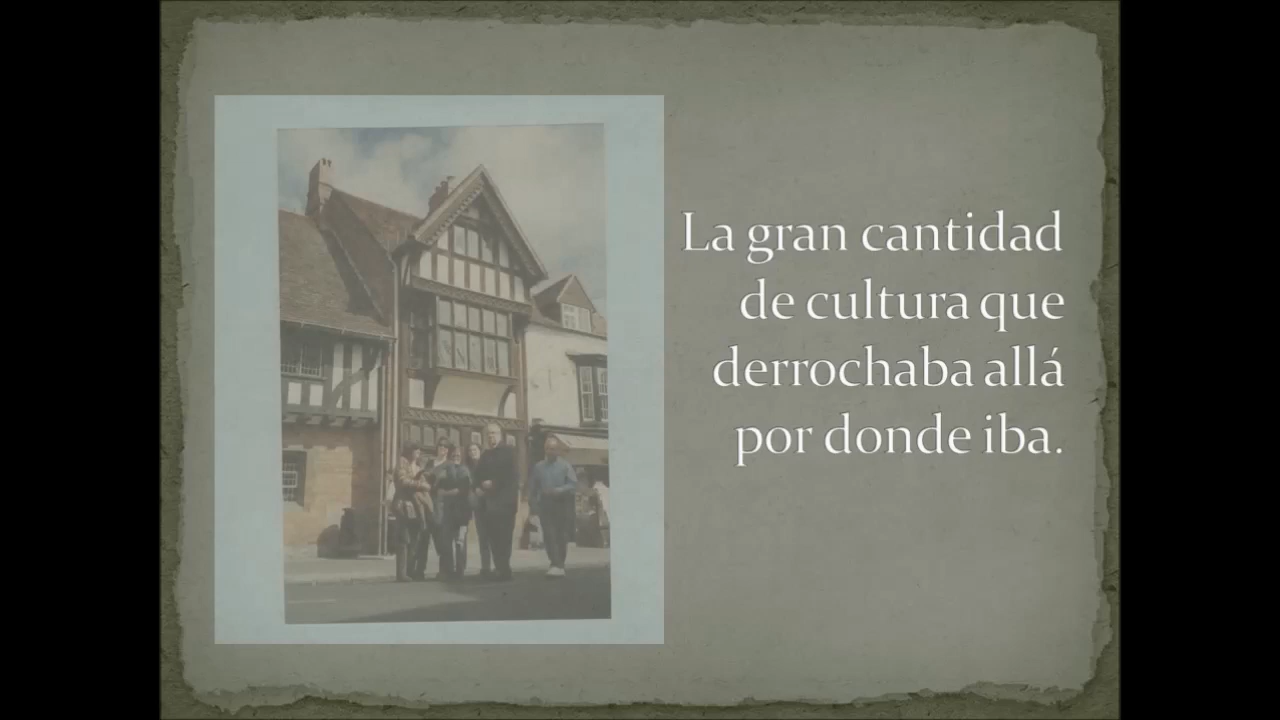 La gran cantidad
de cultura que
derrochaba allá
por donde iba.